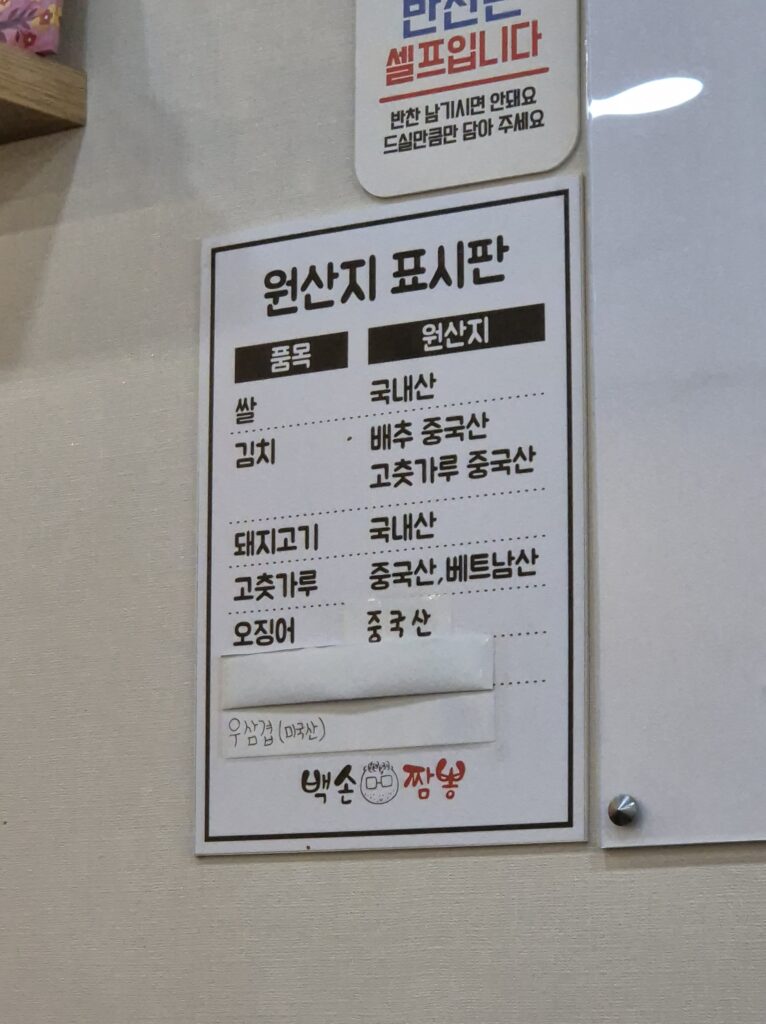 반찬은
셀프입니다
반찬 남기시면 안돼요
드실만큼만 담아 주세요
원산지 표시판
품목 원산지
쌀 국내산
김치 배추 중국산
고춧가루 중국산
돼지고기 국내산
고춧가루 중국산,베트남산
오징어 중국산
우삼겹(미국산)
백손 짬뽕